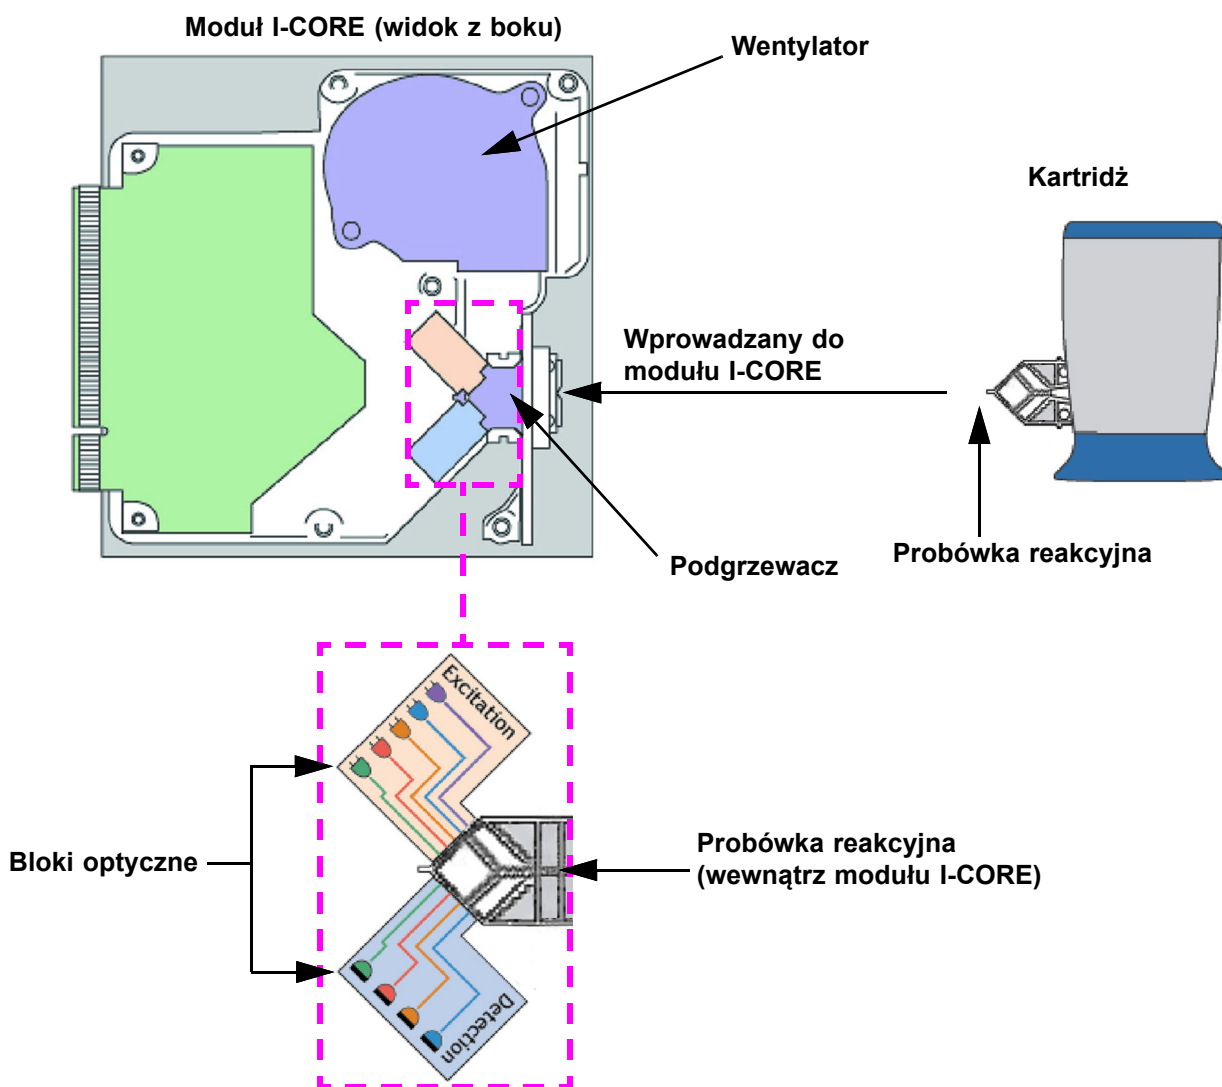 Moduł I-CORE (widok z boku)
Wentylator
Kartridż
Wprowadzany do
modułu I-CORE
Probówka reakcyjna
Podgrzewacz
Excitation
Bloki optyczne
Probówka reakcyjna
(wewnątrz modułu I-CORE)
Detection